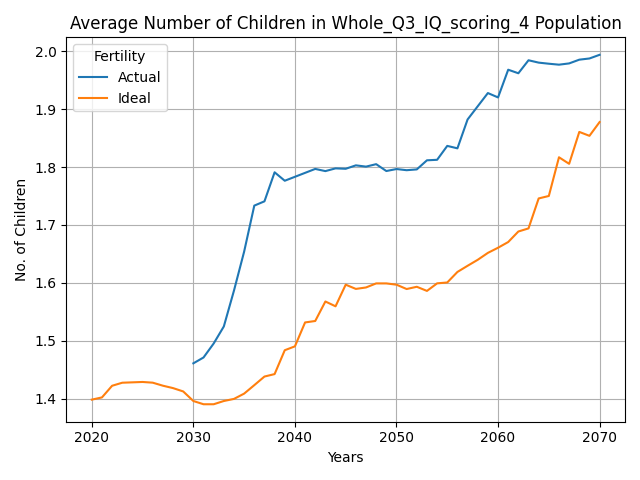 Average Number of Children in Whole_Q3_IQ_scoring_4 Population
Fertility
Actual
Ideal
2.0
1.9
1.8
1.7
1.6
1.5
1.4
No. of Children
2020 2030 2040 2050 2060 2070
Years